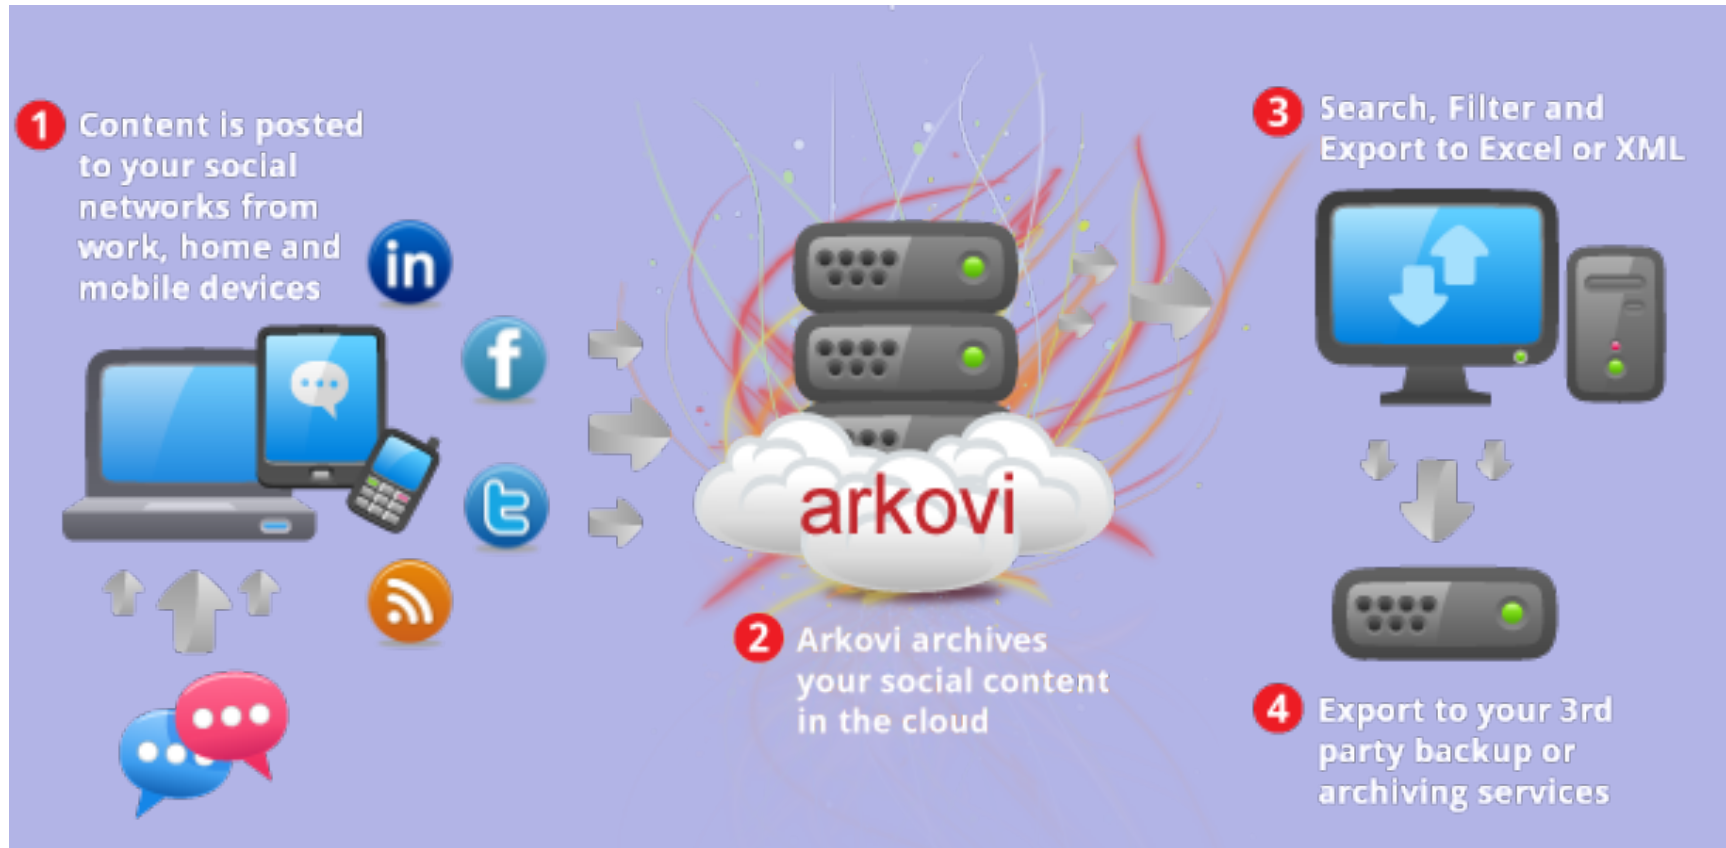 1 Content is posted
to your social
networks from
work, home and
mobile devices
in
f
t
arkovi
2 Arkovi archives
your social content
in the cloud
3 Search, Filter and
Export to Excel or XML
4 Export to your 3rd
party backup or
archiving services